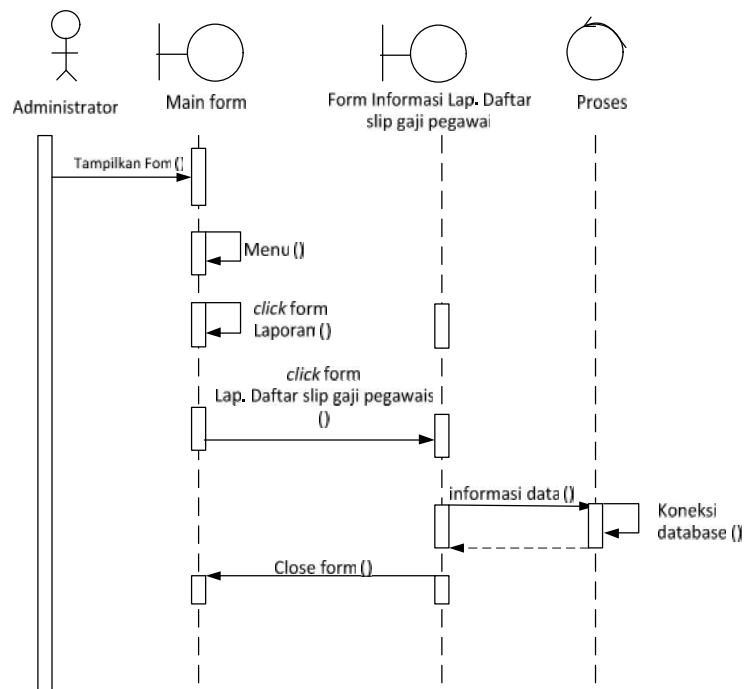 Administrator
Main form
Form Informasi Lap. Daftar
slip gaji pegawai
Proses
Tampilkan Fom ()
Menu ()
click form
Laporan ()
click form
Lap. Daftar slip gaji pegawais
()
informasi data ()
Koneksi
database ()
Close form ()